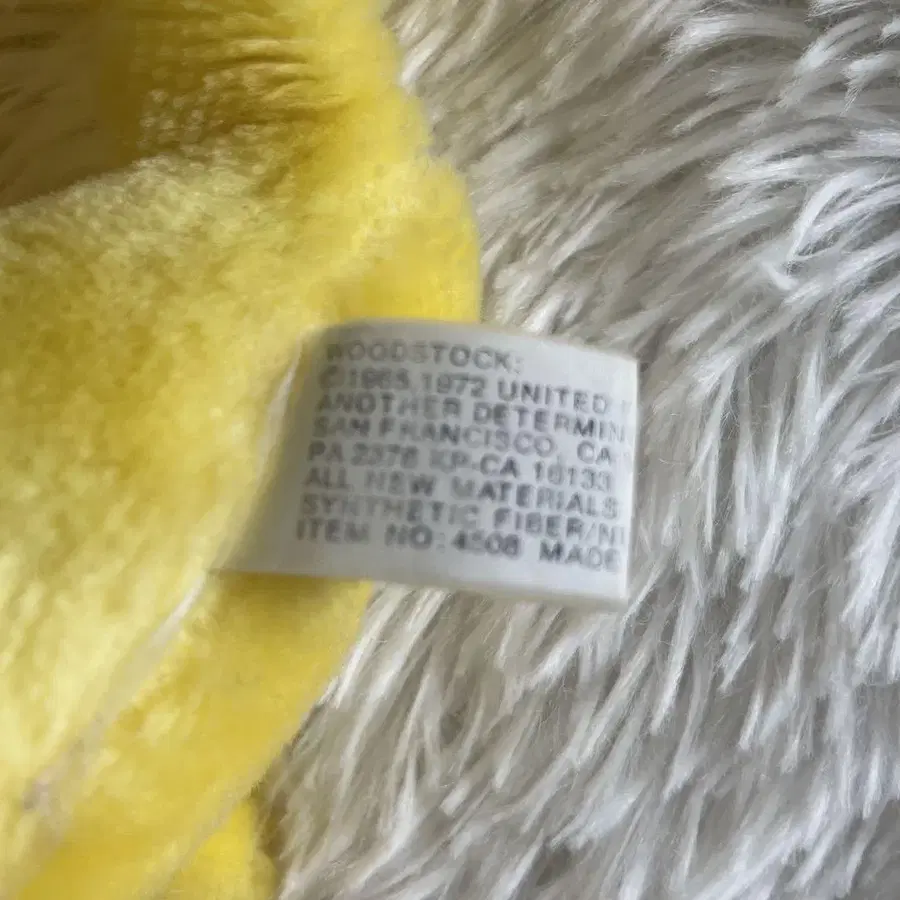 WOODSTOCK:
©1965,1972 UNITED
ANOTHER DETERMIN
SAN FRANCISCO, CA
PA 2376 KP-CA 10133
ALL NEW MATERIALS
SYNTHETIC FIBER/N
ITEM NO: 4508 MADE